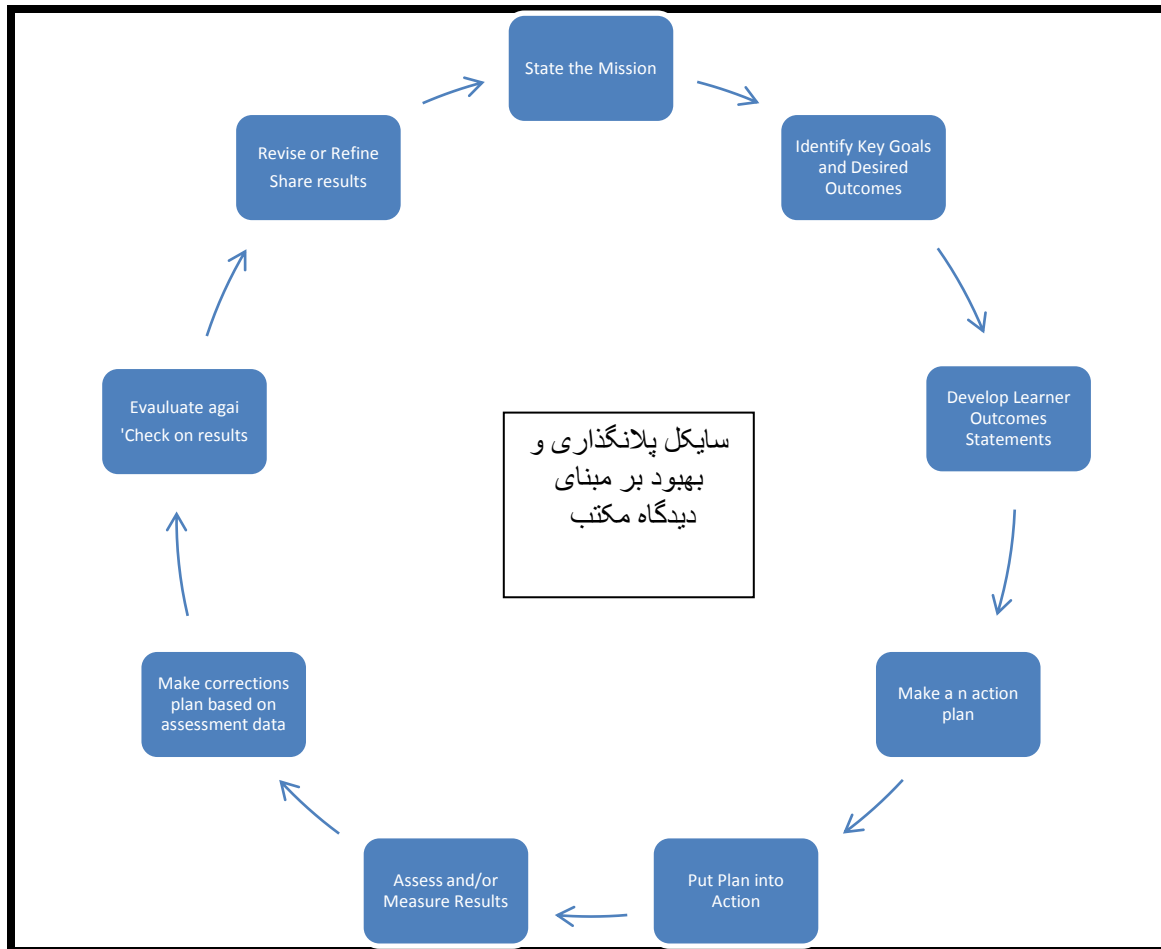 State the Mission
Identify Key Goals
and Desired
Outcomes
Develop Learner
Outcomes
Statements
Make a n action
plan
Put Plan into
Action
Assess and/or
Measure Results
Make corrections
plan based on
assessment data
Evauluate agai
'Check on results
Revise or Refine
Share results
سایکل پلانگذاری و
بهبود بر مبنای
دیدگاه مکتب